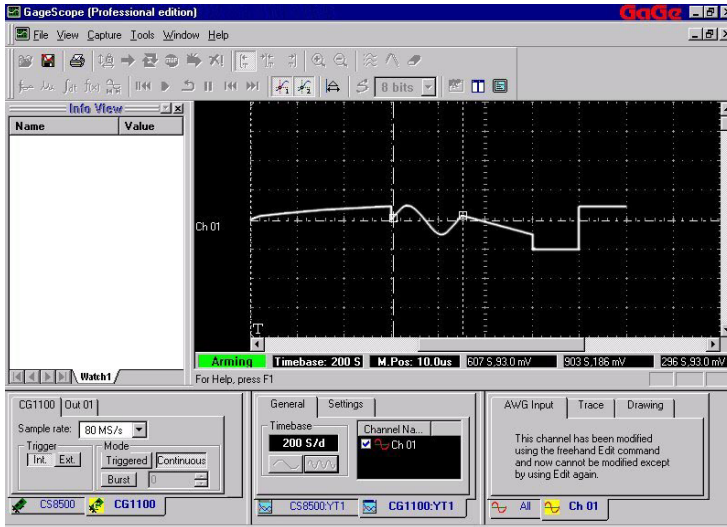 GageScope (Professional edition)
GaGe
File View Capture Tools Window Help
8 bits
Info View
Name Value
Ch 01
T
Arming Timebase: 200 S M.Pos: 10.0us 607 S,93.0 mV 903 S,186 mV 296 S,93.0 mV
Watch1
For Help, press F1
CG1100 Out 01
Sample rate: 80 MS/s
Trigger
Int. Ext.
Mode
Triggered Continuous
Burst 0
CS8500 CG1100
General Settings
Timebase
200 S/d
Channel Na...
Ch 01
CS8500:YT1 CG1100:YT1
AWG Input Trace Drawing
This channel has been modified
using the freehand Edit command
and now cannot be modified except
by using Edit again.
All Ch 01